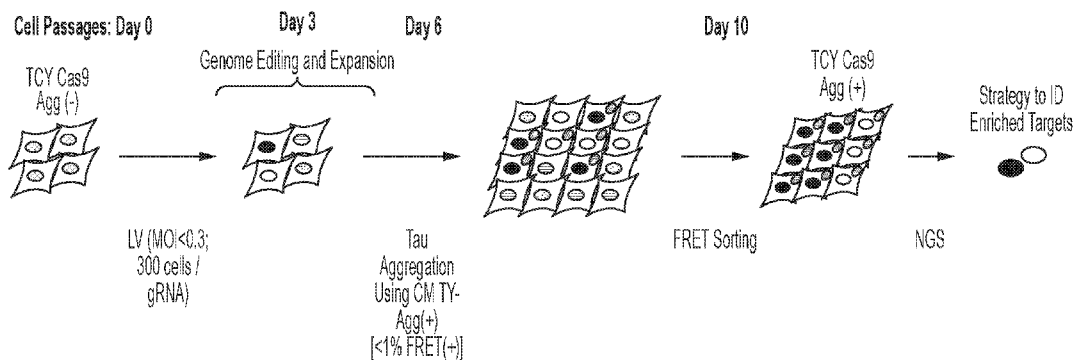 Cell Passages: Day 0
Day 3
Day 6
Day 10
Genome Editing and Expansion
TCY Cas9
Agg (-)
TCY Cas9
Agg (+)
Strategy to ID
Enriched Targets
LV (MOI<0.3;
300 cells /
gRNA)
Tau
Aggregation
Using CM TY-
Agg(+)
[<1% FRET(+)]
FRET Sorting
NGS